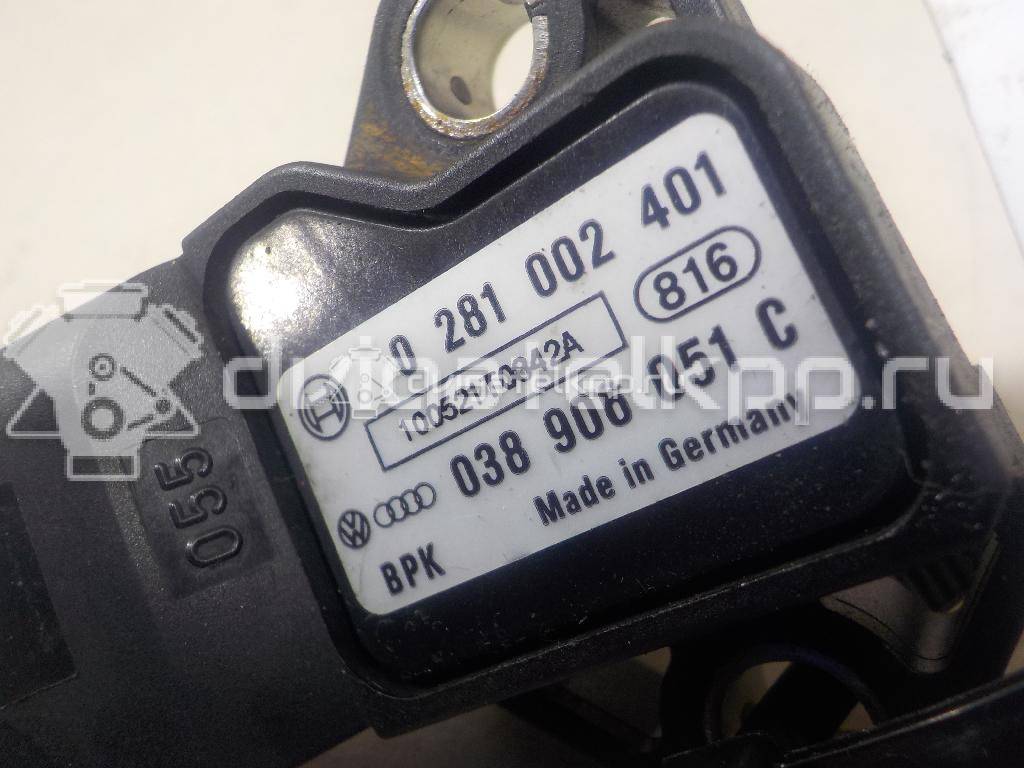 0 281 002 401
816
038 906 051 C
Made in Germany
BPK
055